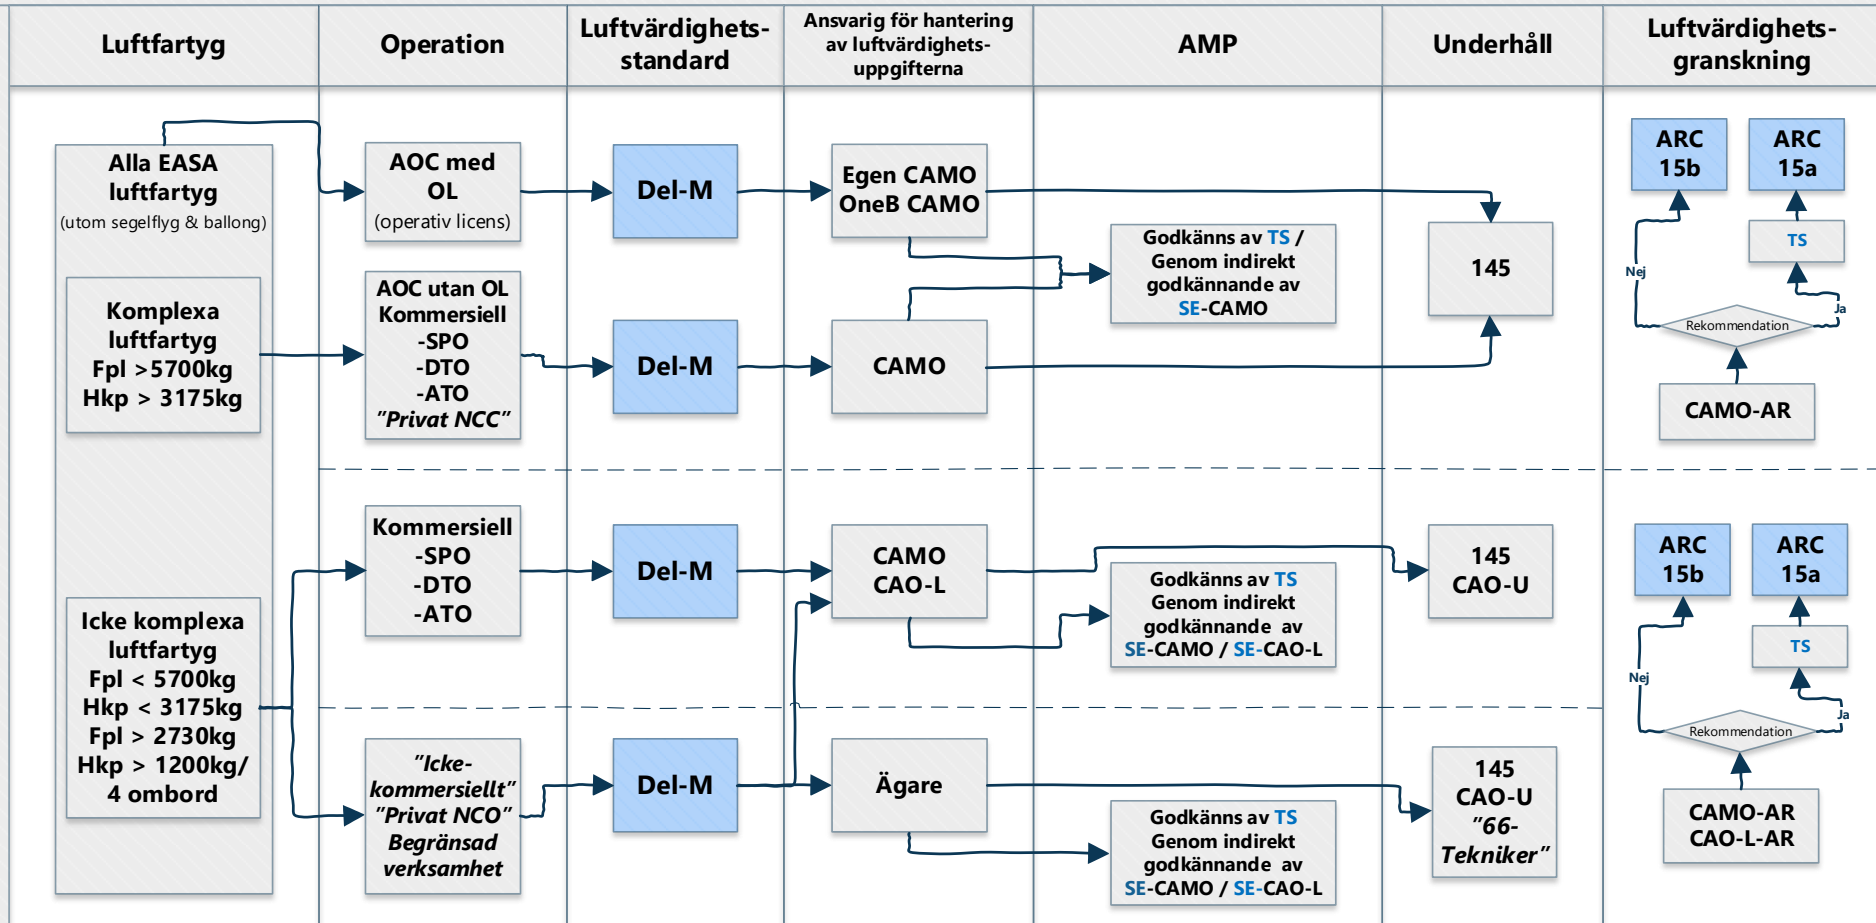 Luftfartyg
Operation
Luftvärdighets-
standard
Ansvarig för hantering
av luftvärdighets-
uppgifterna
AMP
Underhåll
Luftvärdighets-
granskning
Alla EASA
luftfartyg
(utom segelflyg & ballong)
Komplexa
luftfartyg
Fpl >5700kg
Hkp > 3175kg
Icke komplexa
luftfartyg
Fpl < 5700kg
Hkp < 3175kg
Fpl > 2730kg
Hkp > 1200kg/
4 ombord
AOC med
OL
(operativ licens)
AOC utan OL
Kommersiell
-SPO
-DTO
-ATO
”Privat NCC”
Kommersiell
-SPO
-DTO
-ATO
”Icke-
kommersiellt”
”Privat NCO”
Begränsad
verksamhet
Del-M
Del-M
Del-M
Del-M
Egen CAMO
OneB CAMO
CAMO
CAMO
CAO-L
Ägare
Godkänns av TS /
Genom indirekt
godkännande av
SE-CAMO
Godkänns av TS
Genom indirekt
godkännande av
SE-CAMO / SE-CAO-L
Godkänns av TS
Genom indirekt
godkännande av
SE-CAMO / SE-CAO-L
145
145
CAO-U
145
CAO-U
”66-
Tekniker”
ARC
15b
ARC
15a
TS
Nej
Ja
Rekommendation
CAMO-AR
ARC
15b
ARC
15a
TS
Nej
Ja
Rekommendation
CAMO-AR
CAO-L-AR